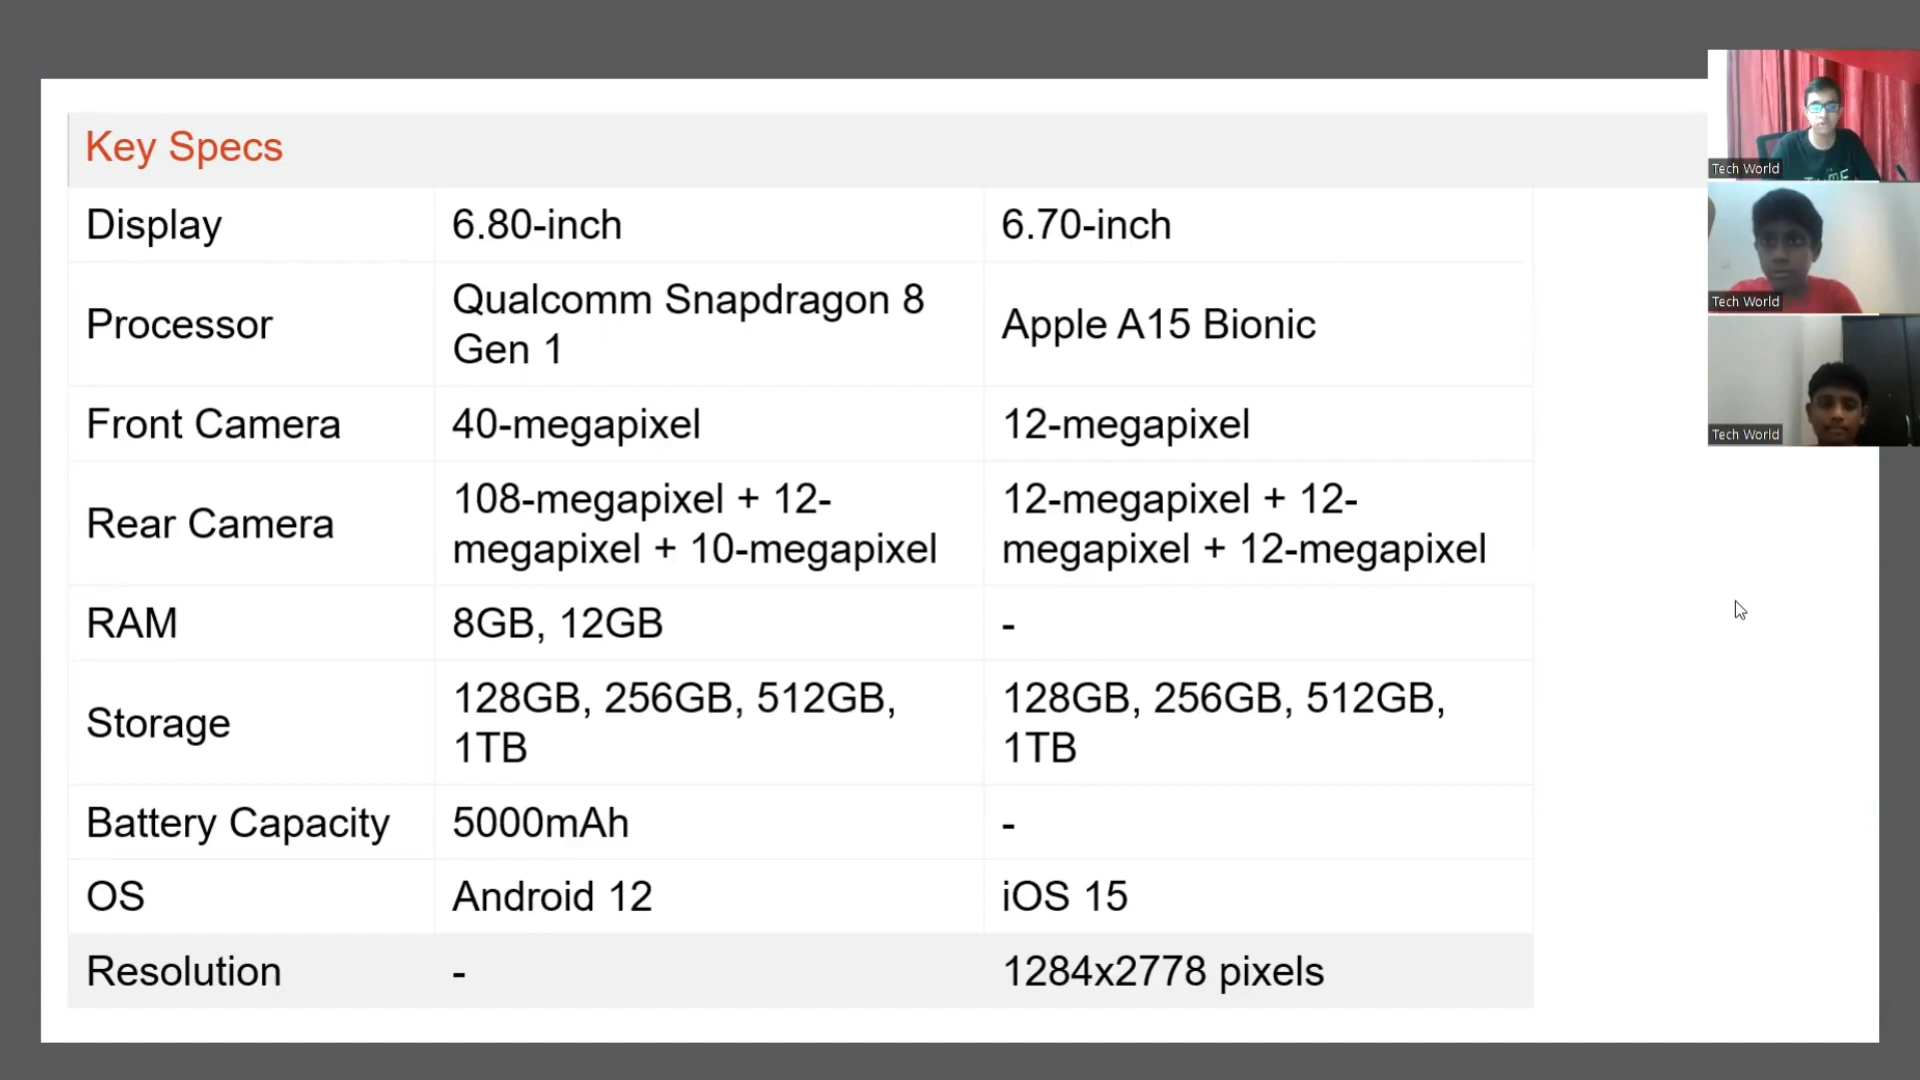 Key Specs
Display 6.80-inch 6.70-inch
Processor Qualcomm Snapdragon 8 Gen 1 Apple A15 Bionic
Front Camera 40-megapixel 12-megapixel
Rear Camera 108-megapixel + 12-megapixel + 10-megapixel 12-megapixel + 12-megapixel + 12-megapixel
RAM 8GB, 12GB -
Storage 128GB, 256GB, 512GB, 1TB 128GB, 256GB, 512GB, 1TB
Battery Capacity 5000mAh -
OS Android 12 iOS 15
Resolution - 1284x2778 pixels
Tech World
Tech World
Tech World